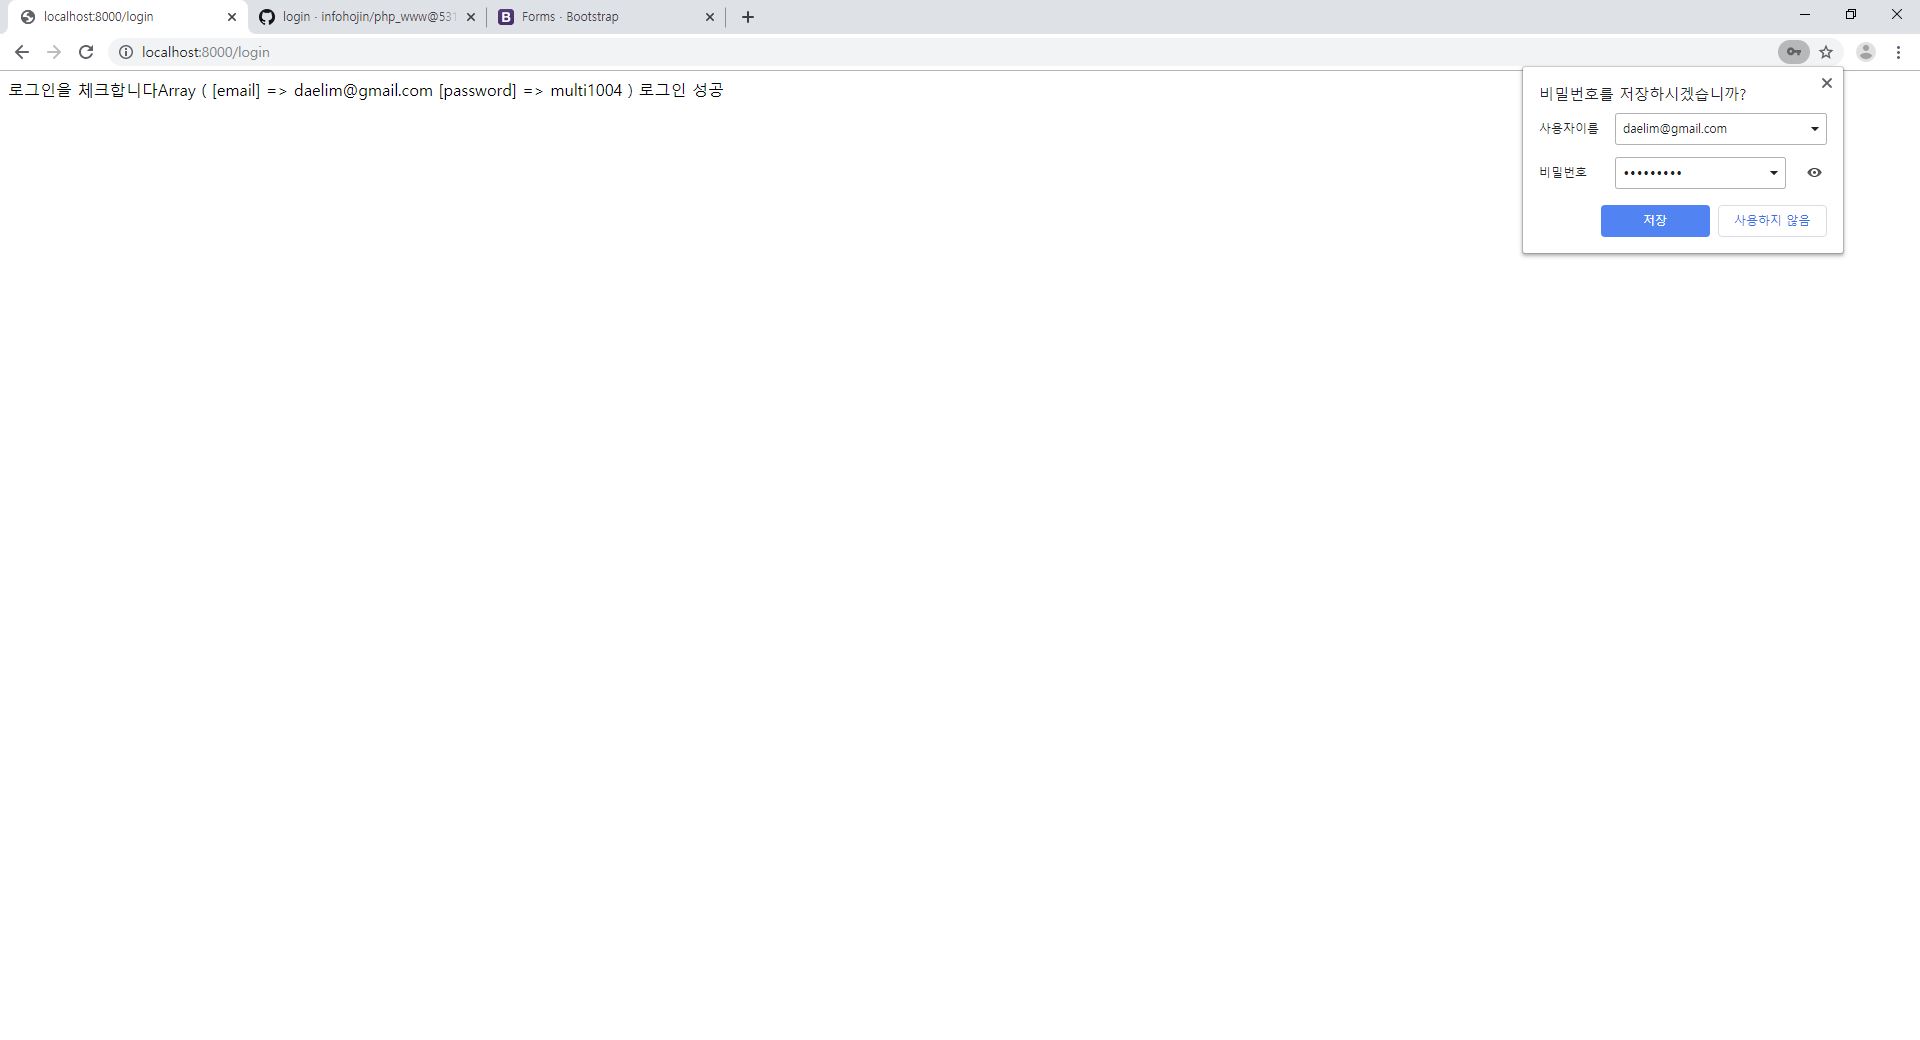 localhost:8000/login
login · infohojin/php_www@531
Forms · Bootstrap
localhost:8000/login
로그인을 체크합니다Array ( [email] => daelim@gmail.com [password] => multi1004 ) 로그인 성공
비밀번호를 저장하시겠습니까?
사용자이름 daelim@gmail.com
비밀번호 •••••••••
저장 사용하지 않음